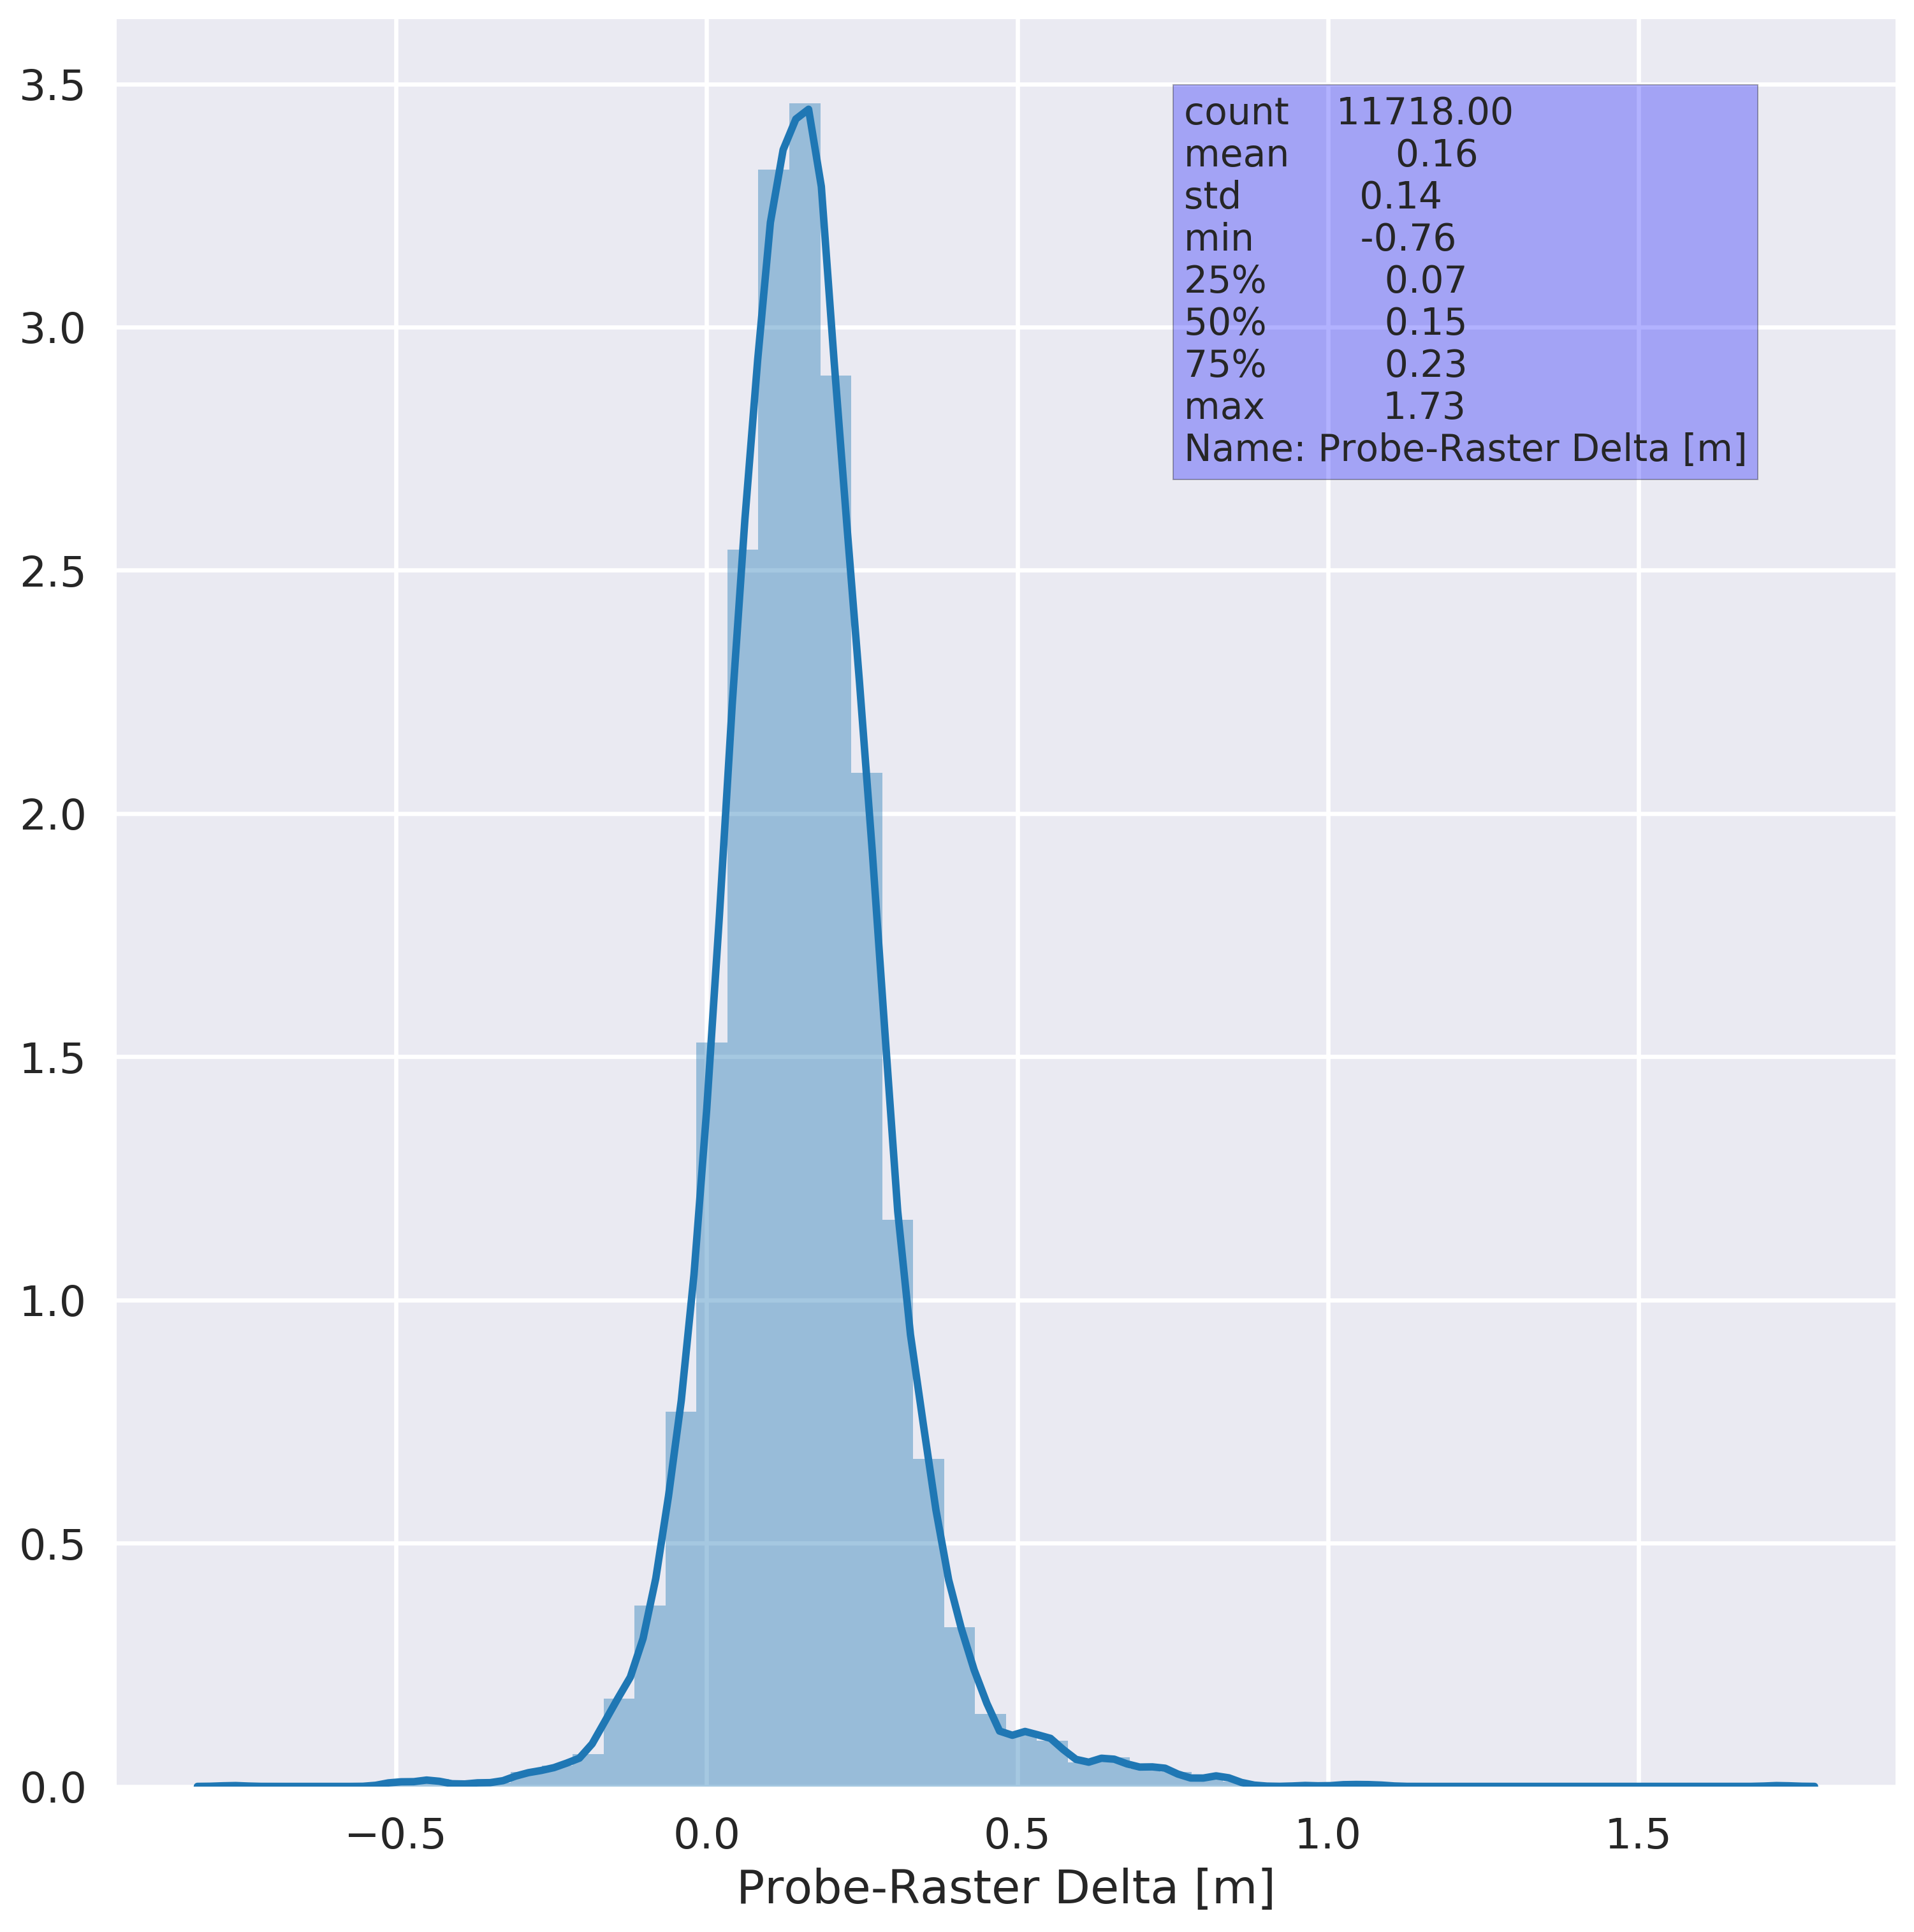 3.5
3.0
2.5
2.0
1.5
1.0
0.5
0.0
count 11718.00
mean 0.16
std 0.14
min -0.76
25% 0.07
50% 0.15
75% 0.23
max 1.73
Name: Probe-Raster Delta [m]
−0.5 0.0 0.5 1.0 1.5
Probe-Raster Delta [m]